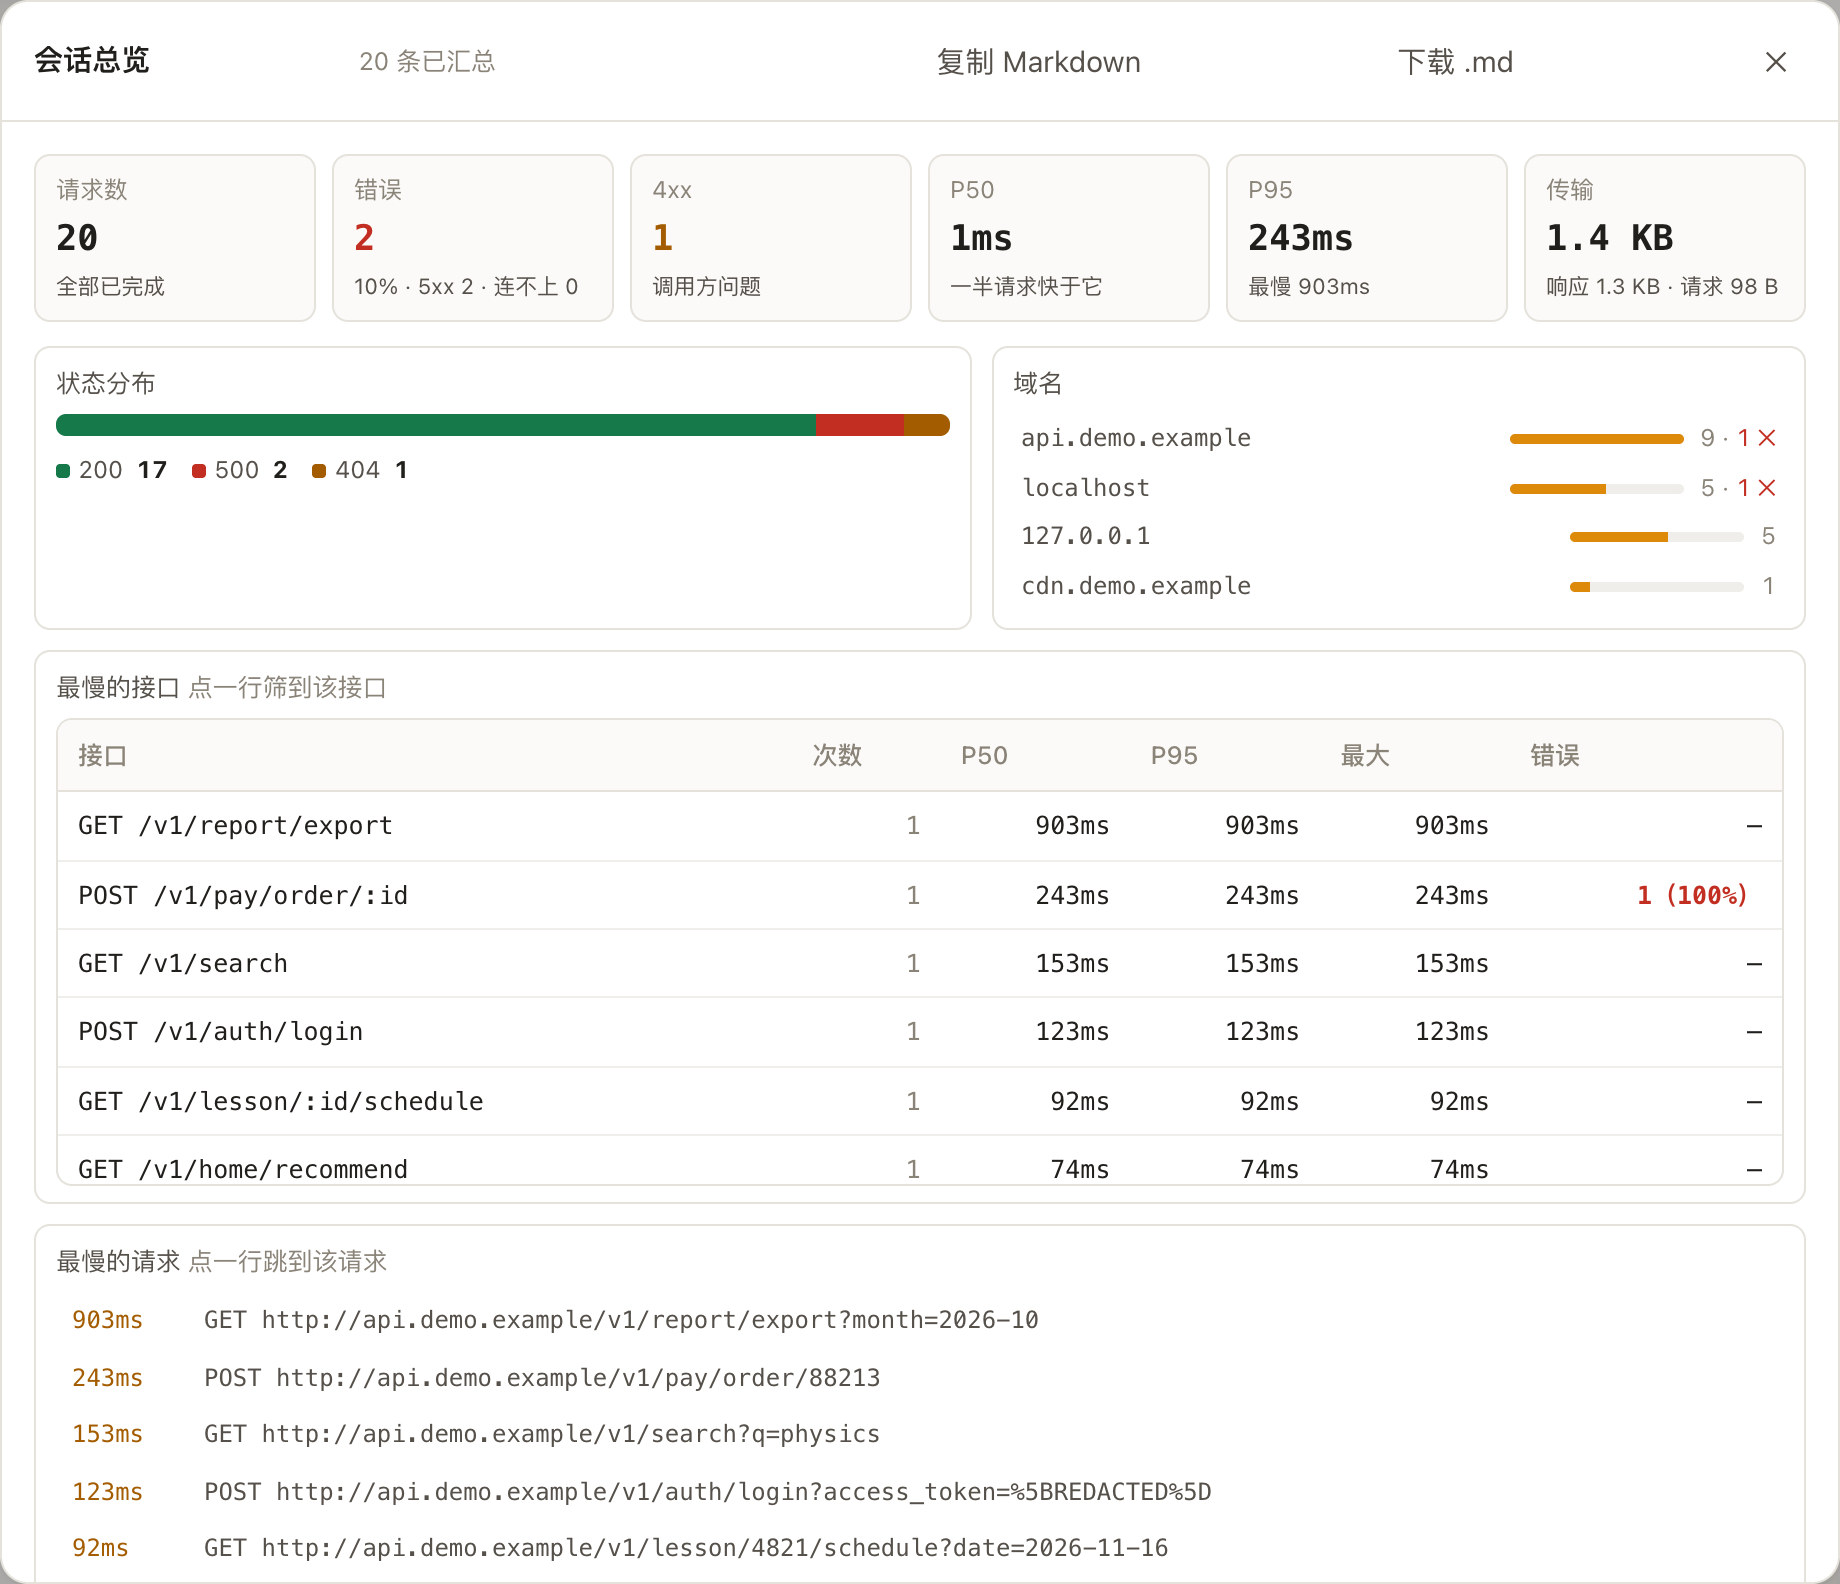 会话总览 20 条已汇总 复制 Markdown 下载 .md ×
请求数 错误 4xx P50 P95 传输
20 2 1 1ms 243ms 1.4 KB
全部已完成 10% · 5xx 2 · 连不上 0 调用方问题 一半请求快于它 最慢 903ms 响应 1.3 KB · 请求 98 B
状态分布
200 17 500 2 404 1
域名
api.demo.example 9 · 1 ✕
localhost 5 · 1 ✕
127.0.0.1 5
cdn.demo.example 1
最慢的接口 点一行筛到该接口
接口 次数 P50 P95 最大 错误
GET /v1/report/export 1 903ms 903ms 903ms —
POST /v1/pay/order/:id 1 243ms 243ms 243ms 1 (100%)
GET /v1/search 1 153ms 153ms 153ms —
POST /v1/auth/login 1 123ms 123ms 123ms —
GET /v1/lesson/:id/schedule 1 92ms 92ms 92ms —
GET /v1/home/recommend 1 74ms 74ms 74ms —
最慢的请求 点一行跳到该请求
903ms GET http://api.demo.example/v1/report/export?month=2026-10
243ms POST http://api.demo.example/v1/pay/order/88213
153ms GET http://api.demo.example/v1/search?q=physics
123ms POST http://api.demo.example/v1/auth/login?access_token=%5BREDACTED%5D
92ms GET http://api.demo.example/v1/lesson/4821/schedule?date=2026-11-16